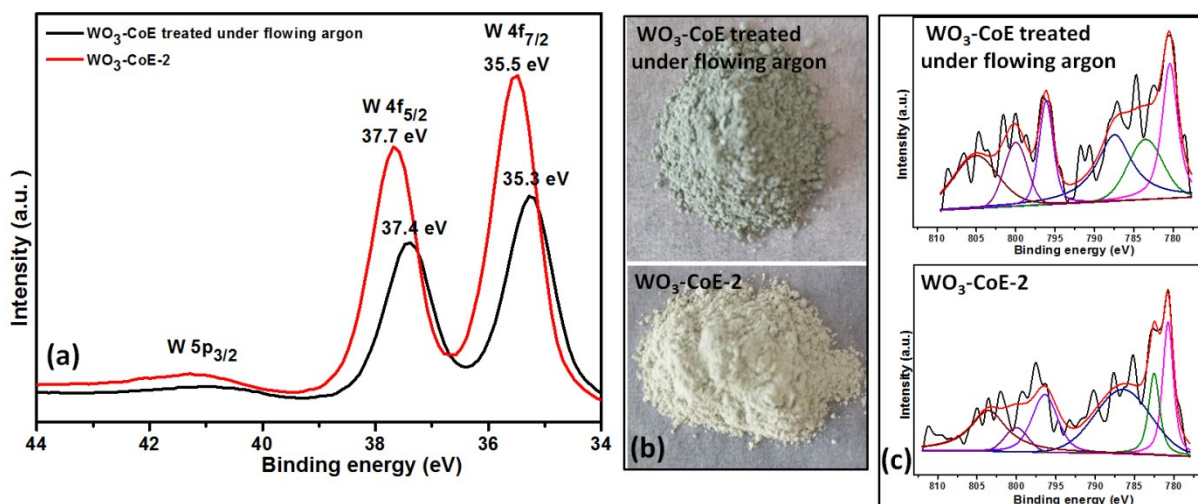 WO₃-CoE treated under flowing argon
WO₃-CoE-2
W 4f₇/₂
35.5 eV
W 4f₅/₂
37.7 eV
35.3 eV
37.4 eV
W 5p₃/₂
(a)
Intensity (a.u.)
44 42 40 38 36 34
Binding energy (eV)
WO₃-CoE treated
under flowing argon
WO₃-CoE-2
(b)
WO₃-CoE treated
under flowing argon
Intensity (a.u.)
810 805 800 795 790 785 780
Binding energy (eV)
WO₃-CoE-2
Intensity (a.u.)
810 805 800 795 790 785 780
Binding energy (eV)
(c)